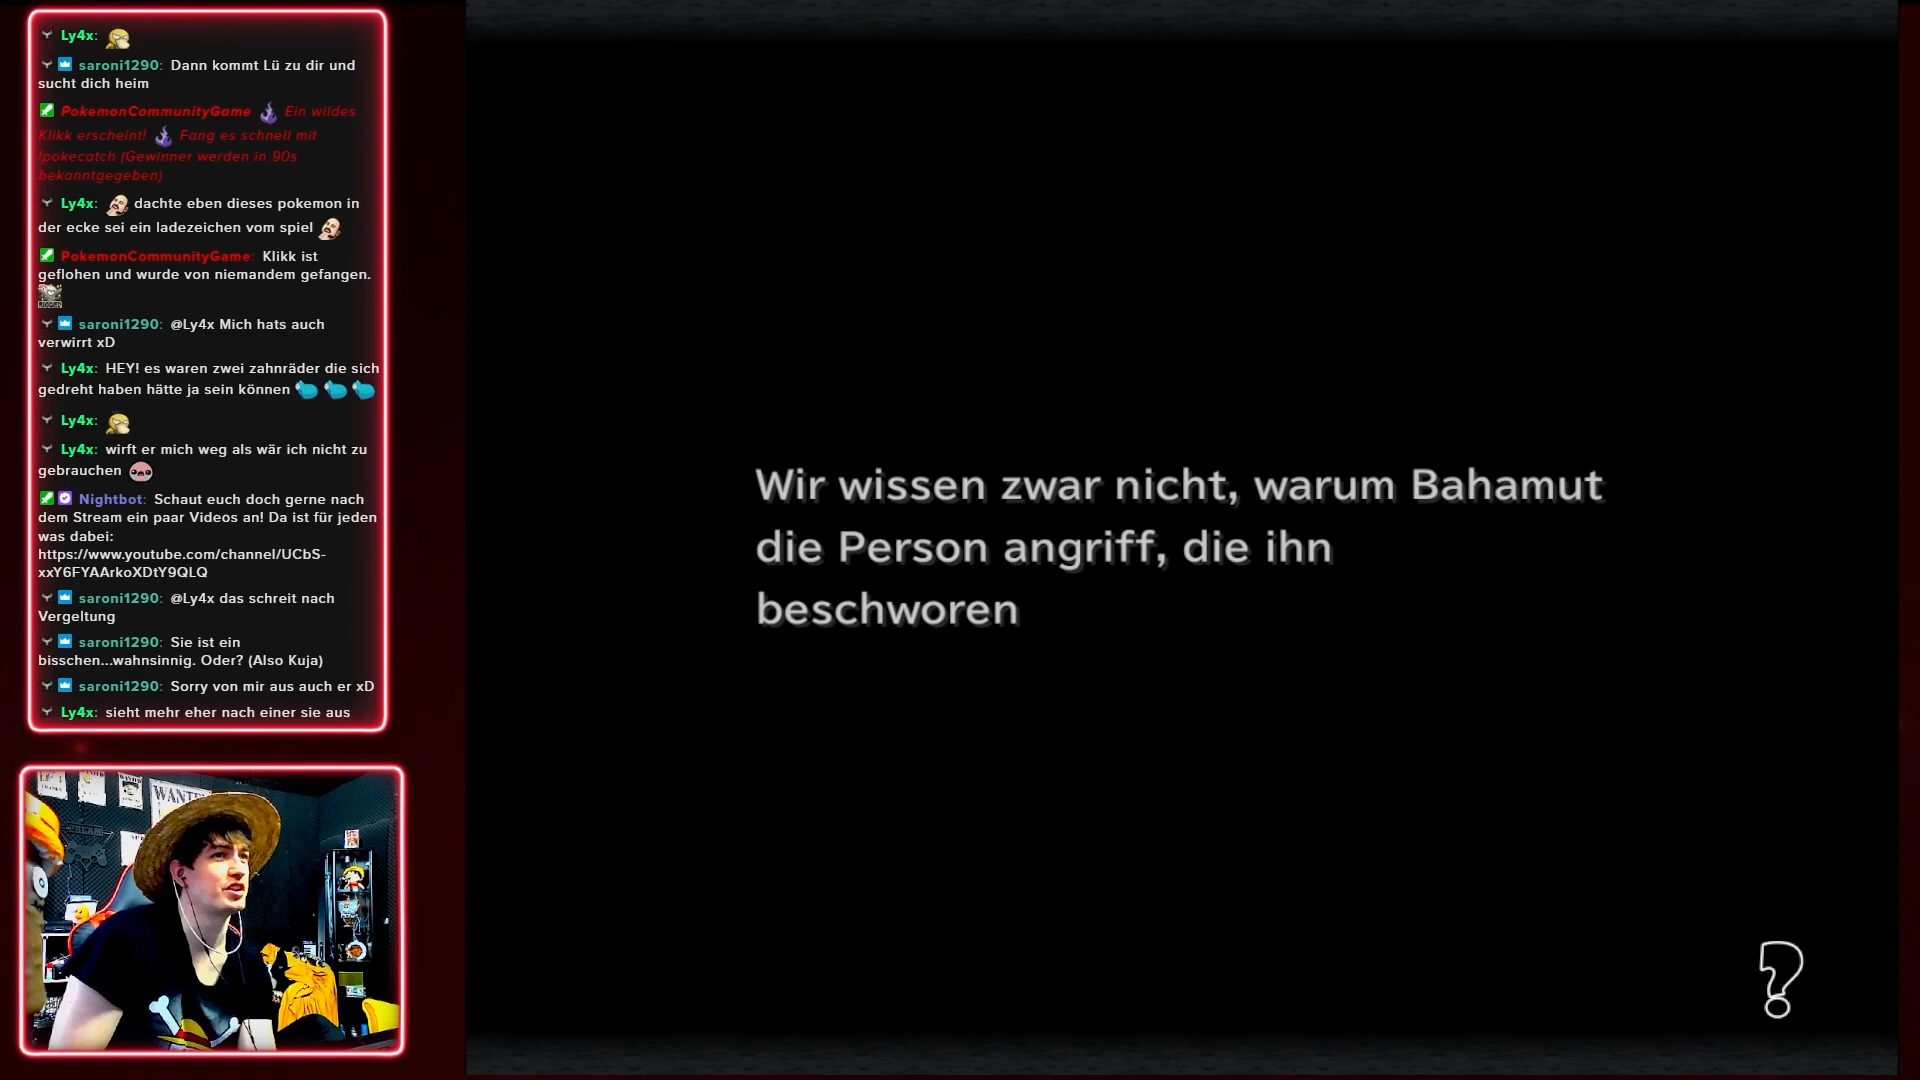 Ly4x:
saroni1290: Dann kommt Lü zu dir und
sucht dich heim
PokemonCommunityGame Ein wildes
Klikk erscheint! Fang es schnell mit
!pokecatch (Gewinner werden in 90s
bekanntgegeben)
Ly4x: dachte eben dieses pokemon in
der ecke sei ein ladezeichen vom spiel
PokemonCommunityGame: Klikk ist
geflohen und wurde von niemandem gefangen.
saroni1290: @Ly4x Mich hats auch
verwirrt xD
Ly4x: HEY! es waren zwei zahnräder die sich
gedreht haben hätte ja sein können
Ly4x:
Ly4x: wirft er mich weg als wär ich nicht zu
gebrauchen
Nightbot: Schaut euch doch gerne nach
dem Stream ein paar Videos an! Da ist für jeden
was dabei:
https://www.youtube.com/channel/UCbS-
xxY6FYAArkoXDtY9QLQ
saroni1290: @Ly4x das schreit nach
Vergeltung
saroni1290: Sie ist ein
bisschen...wahnsinnig. Oder? (Also Kuja)
saroni1290: Sorry von mir aus auch er xD
Ly4x: sieht mehr eher nach einer sie aus
Wir wissen zwar nicht, warum Bahamut
die Person angriff, die ihn
beschworen
?
WANTED
WANTED